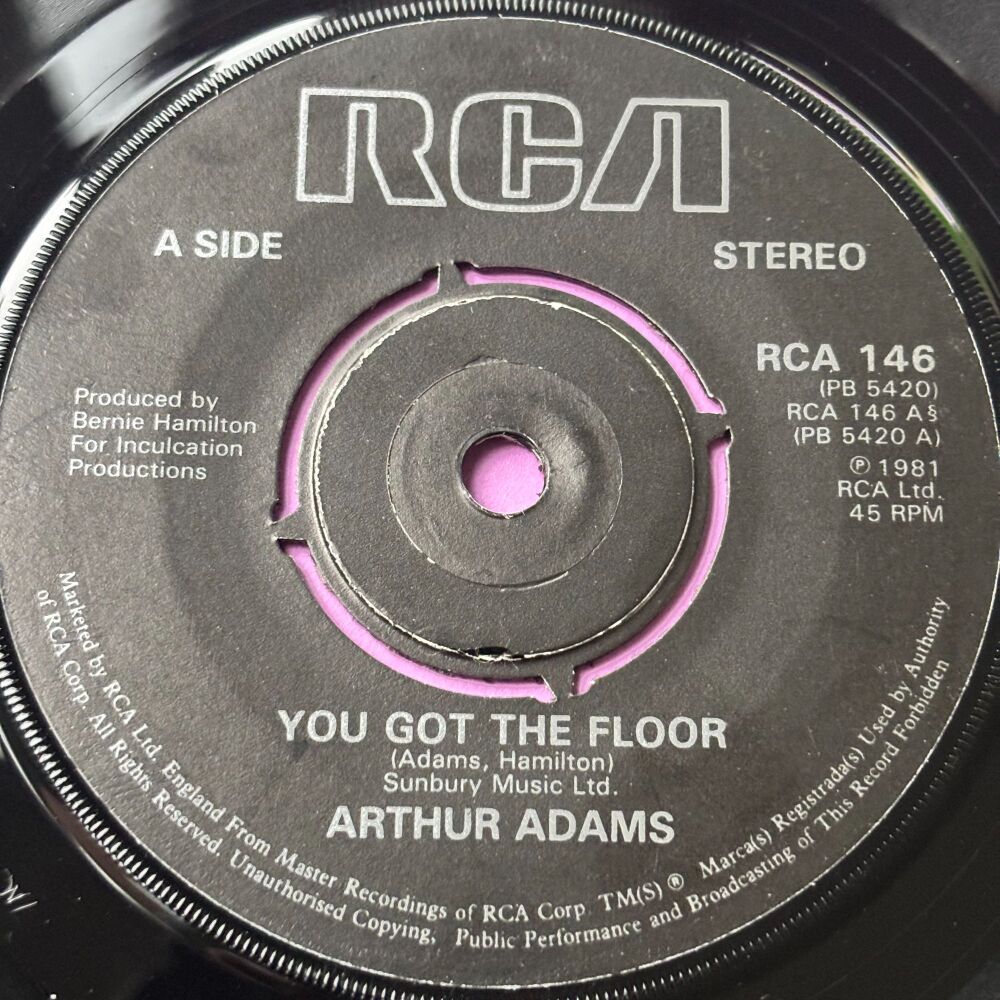 RCA
A SIDE
STEREO
Produced by
Bernie Hamilton
For Inculcation
Productions
RCA 146
(PB 5420)
RCA 146 A§
(PB 5420 A)
℗ 1981
RCA Ltd.
45 RPM
YOU GOT THE FLOOR
(Adams, Hamilton)
Sunbury Music Ltd.
ARTHUR ADAMS
Marketed by RCA Ltd. England From Master Recordings of RCA Corp. TM(S) ® Marca(s) Registrada(s) Used by Authority
of RCA Corp. All Rights Reserved. Unauthorised Copying, Public Performance and Broadcasting of This Record Forbidden